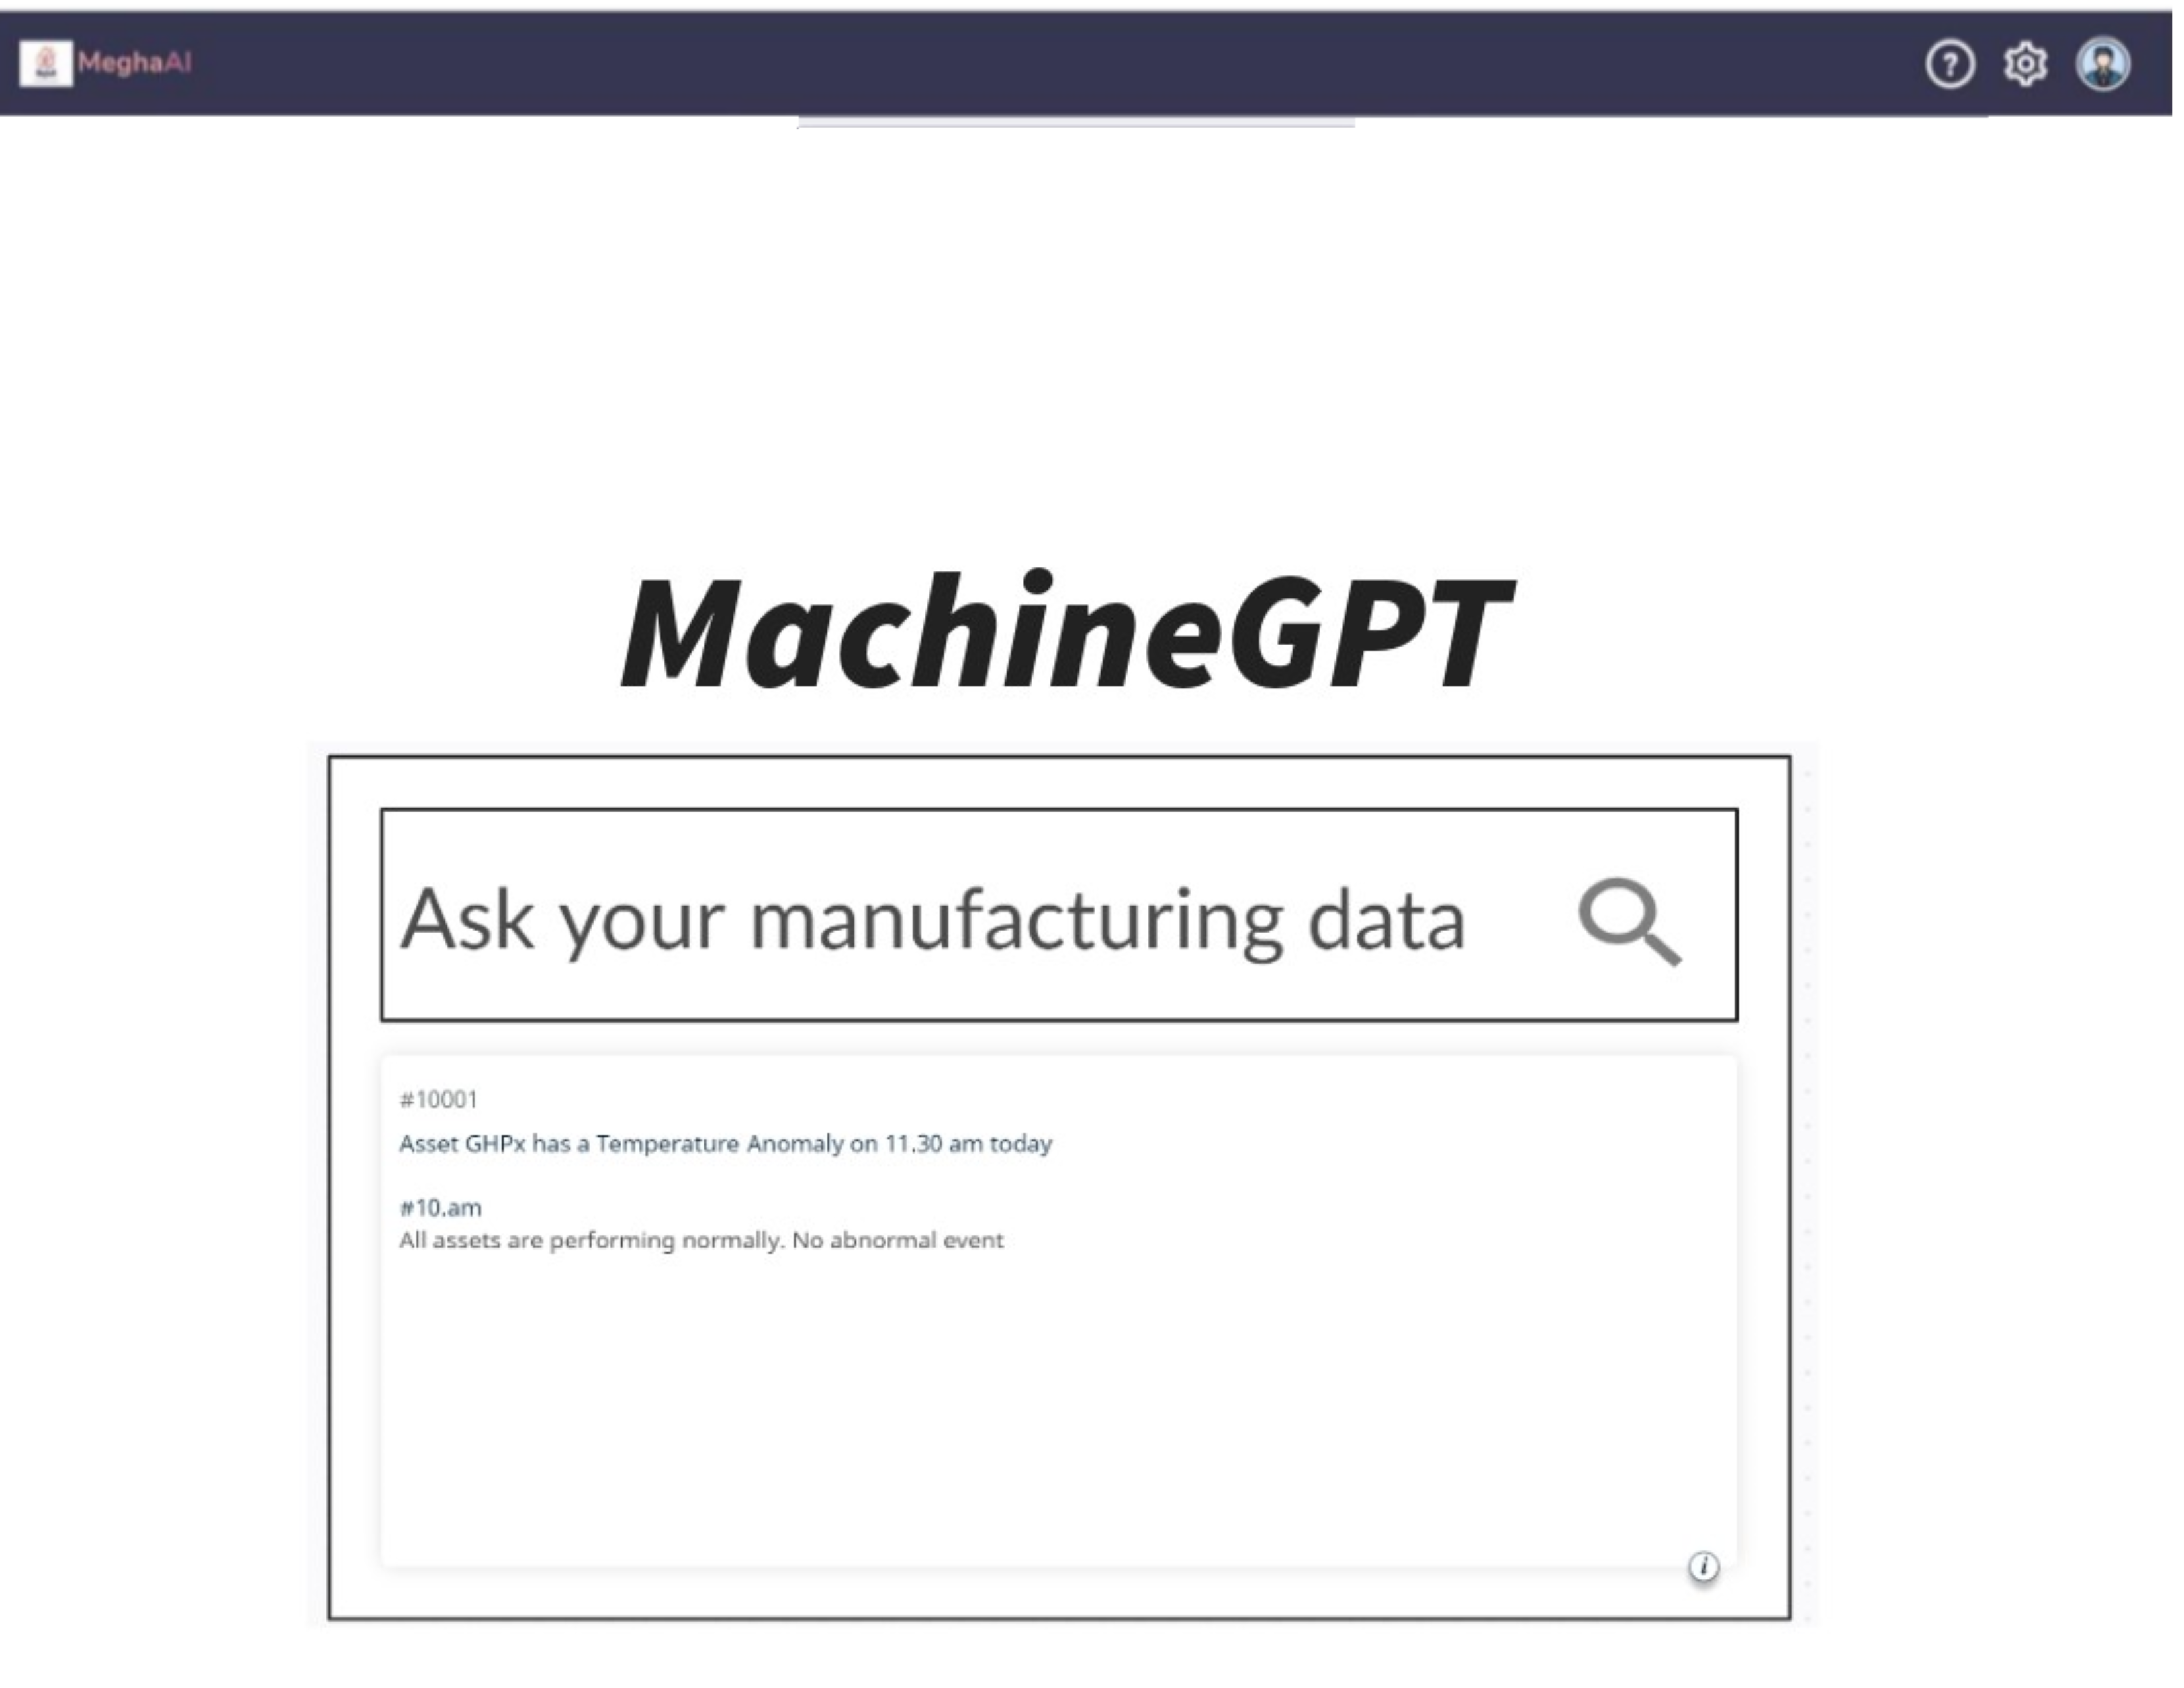 MeghaAI
?
MachineGPT
Ask your manufacturing data
#10001
Asset GHPx has a Temperature Anomaly on 11.30 am today
#10.am
All assets are performing normally. No abnormal event
i